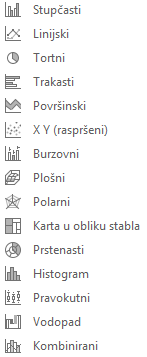 Stupčasti
Linijski
Tortni
Trakasti
Površinski
X Y (raspršeni)
Burzovni
Plošni
Polarni
Karta u obliku stabla
Prstenasti
Histogram
Pravokutni
Vodopad
Kombinirani